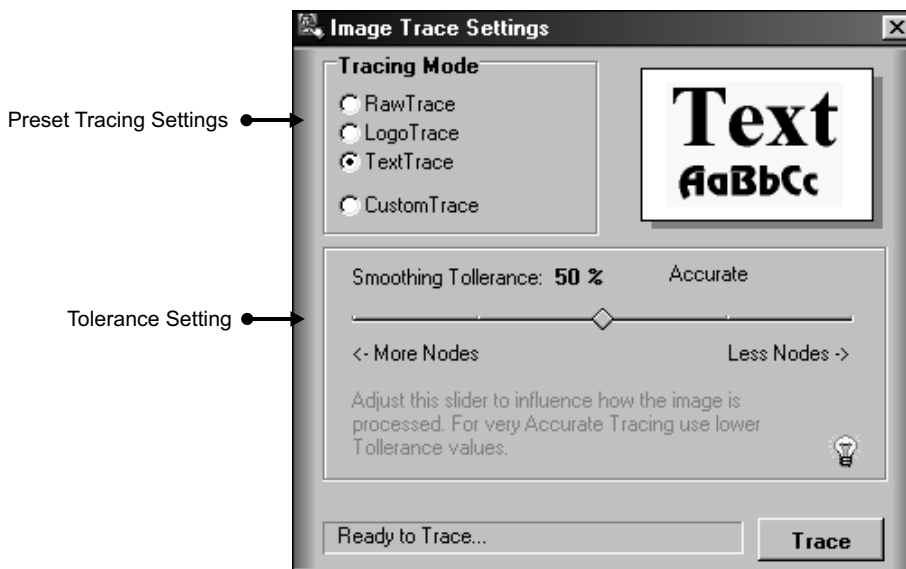 Image Trace Settings
Tracing Mode
Preset Tracing Settings
RawTrace
LogoTrace
TextTrace
CustomTrace
Text
AaBbCc
Smoothing Tollerance: 50 % Accurate
Tolerance Setting
<- More Nodes Less Nodes ->
Adjust this slider to influence how the image is
processed. For very Accurate Tracing use lower
Tollerance values.
Ready to Trace... Trace